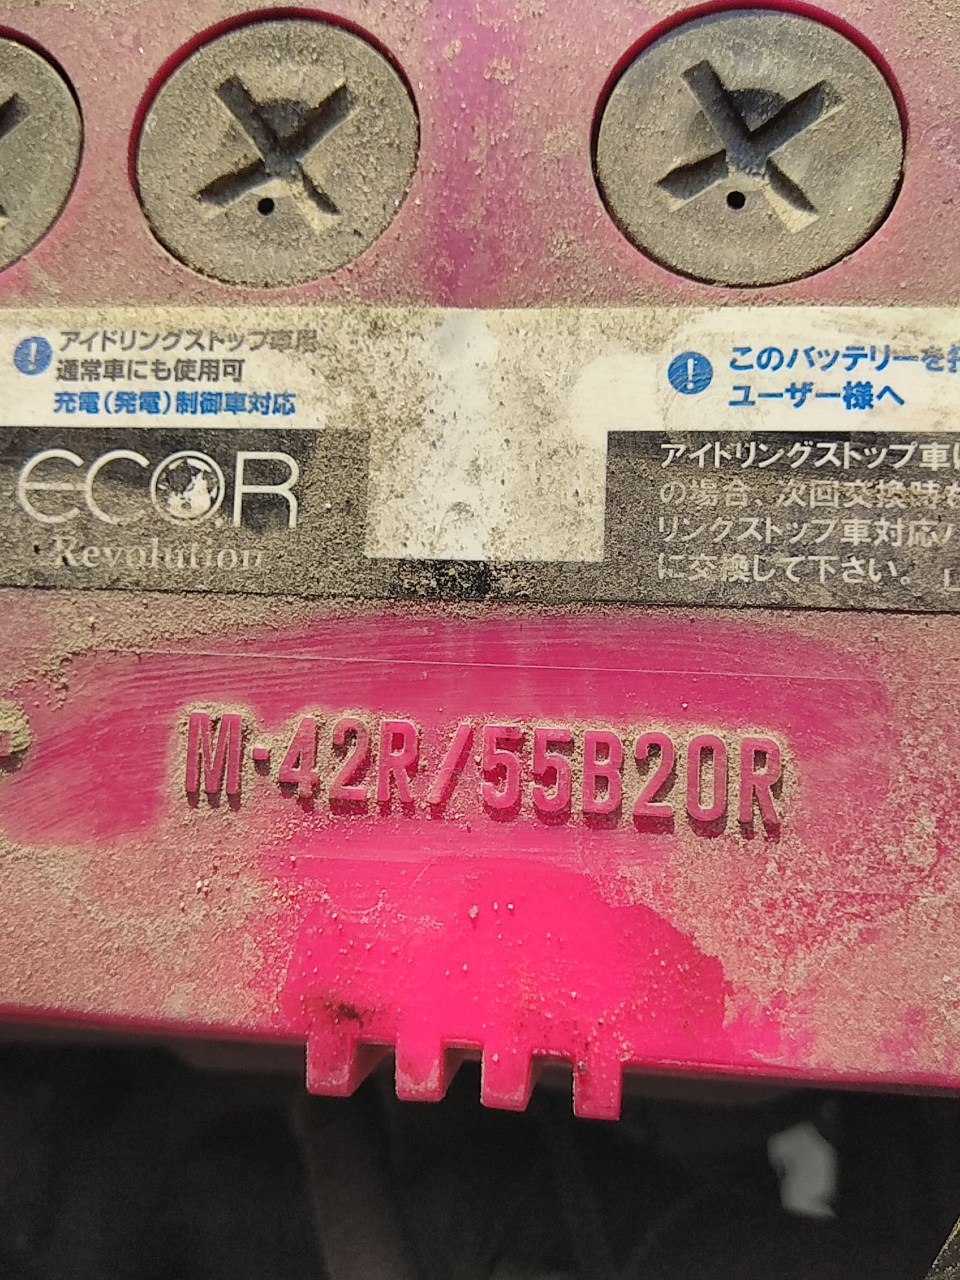 アイドリングストップ車専用
通常車にも使用可
充電(発電)制御車対応
ECO.R
Revolution
このバッテリーを
ユーザー様へ
アイドリングストップ車
の場合、次回交換時
リングストップ車対応
に交換して下さい。
M-42R/55B20R